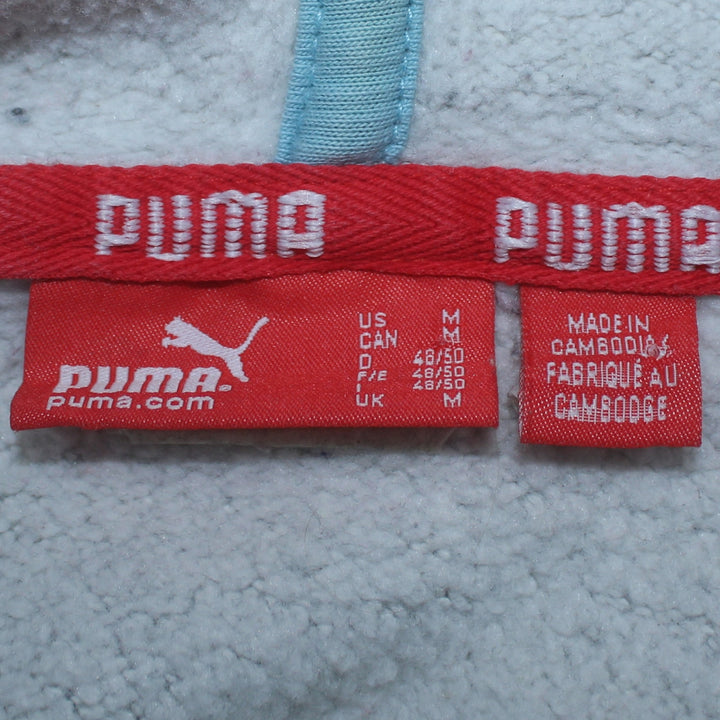 PUMA PUMA
PUMA
puma.com
US M
CAN M
D 48/50
F/E 48/50
I 48/50
UK M
MADE IN
CAMBODIA
FABRIQUÉ AU
CAMBODGE